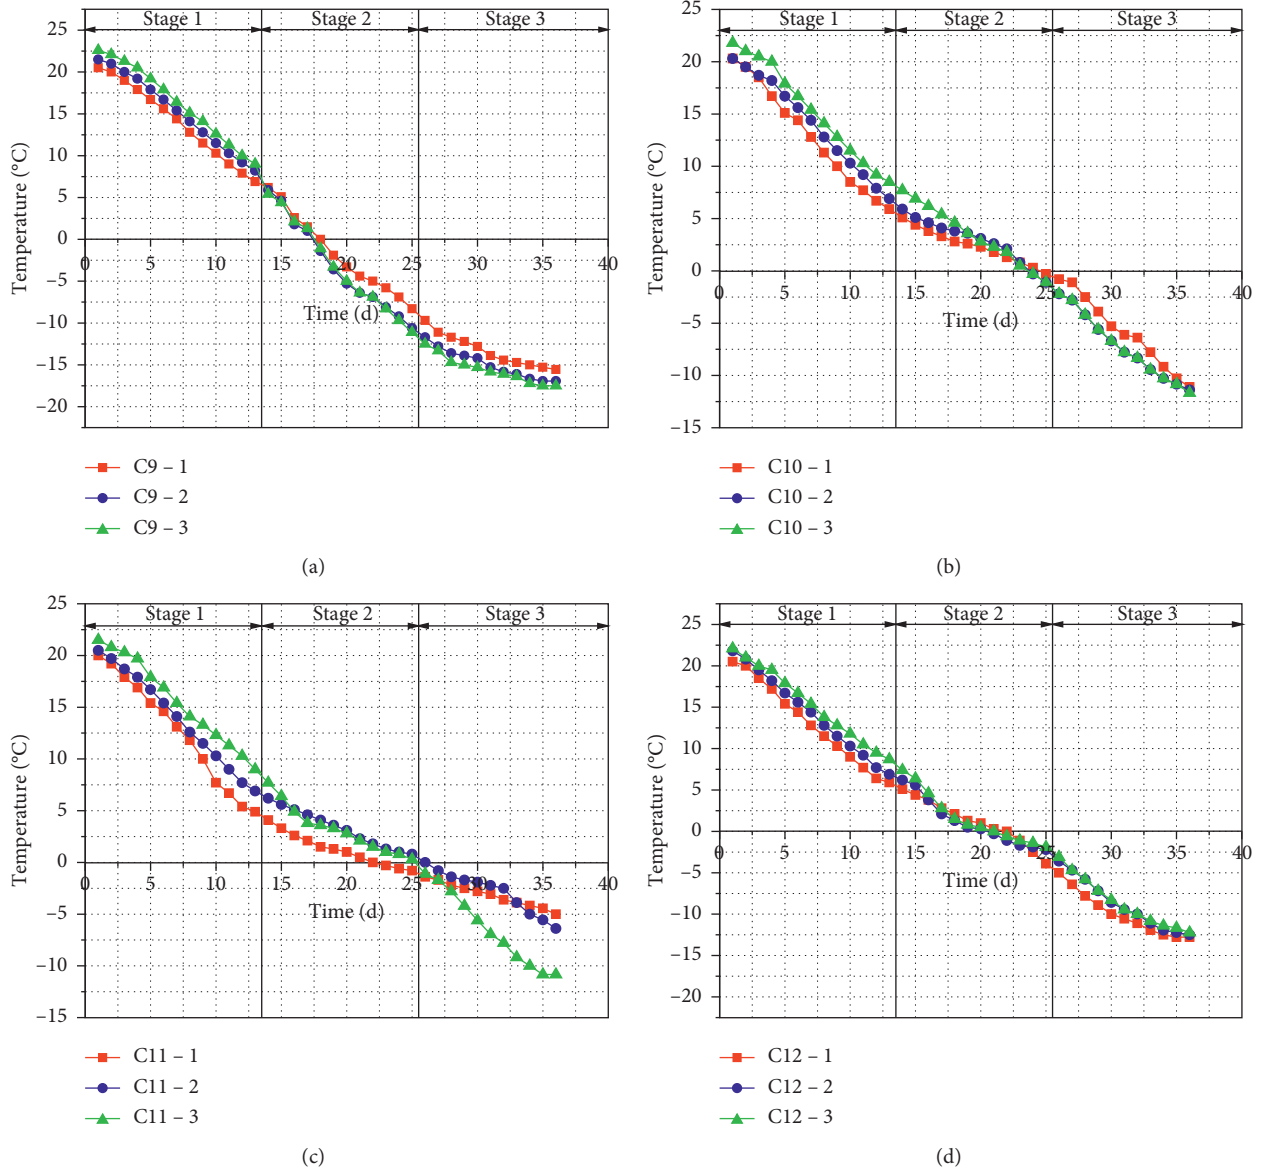 Stage 1 Stage 2 Stage 3
25
20
15
10
5
0
–5
–10
–15
–20
0 5 10 15 20 25 30 35 40
Temperature (°C)
Time (d)
C9 – 1
C9 – 2
C9 – 3
(a)
Stage 1 Stage 2 Stage 3
25
20
15
10
5
0
–5
–10
–15
0 5 10 15 20 25 30 35 40
Temperature (°C)
Time (d)
C10 – 1
C10 – 2
C10 – 3
(b)
Stage 1 Stage 2 Stage 3
25
20
15
10
5
0
–5
–10
–15
0 5 10 15 20 25 30 35 40
Temperature (°C)
Time (d)
C11 – 1
C11 – 2
C11 – 3
(c)
Stage 1 Stage 2 Stage 3
25
20
15
10
5
0
–5
–10
–15
–20
0 5 10 15 20 25 30 35 40
Temperature (°C)
Time (d)
C12 – 1
C12 – 2
C12 – 3
(d)